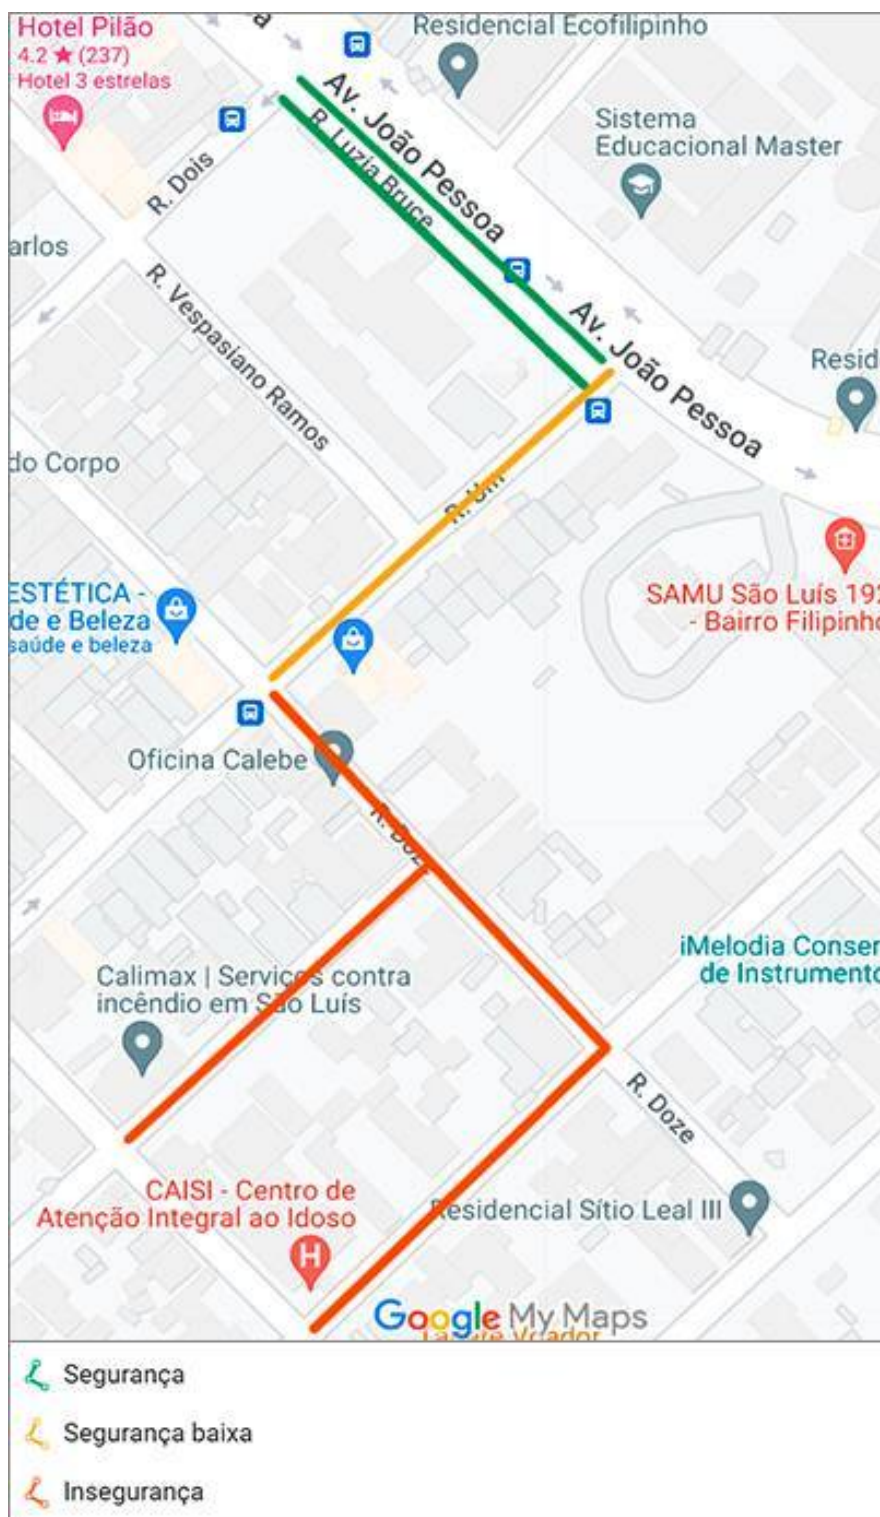 Hotel Pilão
4.2 ★ (237)
Hotel 3 estrelas
a
Residencial Ecofilipinho
Av. João Pessoa
R. Luzia Bruce
Sistema
Educacional Master
R. Dois
arlos
R. Vespasiano Ramos
Av. João Pessoa
Resid
do Corpo
R. Um
ESTÉTICA -
de e Beleza
saúde e beleza
SAMU São Luís 192
- Bairro Filipinho
Oficina Calebe
R. Doze
iMelodia Conser
de Instrumento
Calimax | Serviços contra
incêndio em São Luís
R. Doze
CAISI - Centro de
Atenção Integral ao Idoso
H
Residencial Sítio Leal III
Google My Maps
Segurança
Segurança baixa
Insegurança